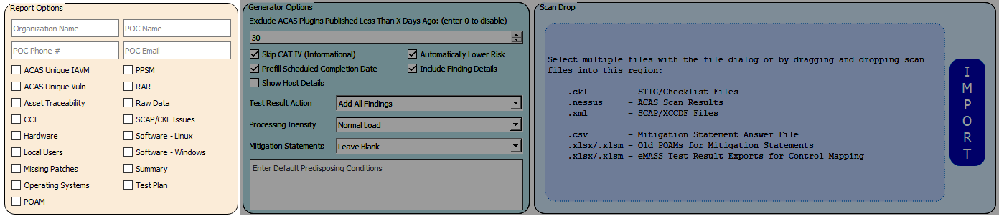 Report Options
Organization Name
POC Name
POC Phone #
POC Email
ACAS Unique IAVM
PPSM
ACAS Unique Vuln
RAR
Asset Traceability
Raw Data
CCI
SCAP/CKL Issues
Hardware
Software - Linux
Local Users
Software - Windows
Missing Patches
Summary
Operating Systems
Test Plan
POAM
Generator Options
Exclude ACAS Plugins Published Less Than X Days Ago: (enter 0 to disable)
30
Skip CAT IV (Informational)
Automatically Lower Risk
Prefill Scheduled Completion Date
Include Finding Details
Show Host Details
Test Result Action
Add All Findings
Processing Inensity
Normal Load
Mitigation Statements
Leave Blank
Enter Default Predisposing Conditions
Scan Drop
Select multiple files with the file dialog or by dragging and dropping scan
files into this region:
.ckl - STIG/Checklist Files
.nessus - ACAS Scan Results
.xml - SCAP/XCCDF Files
.csv - Mitigation Statement Answer File
.xlsx/.xlsm - Old POAMs for Mitigation Statements
.xlsx/.xlsm - eMASS Test Result Exports for Control Mapping
IMPORT